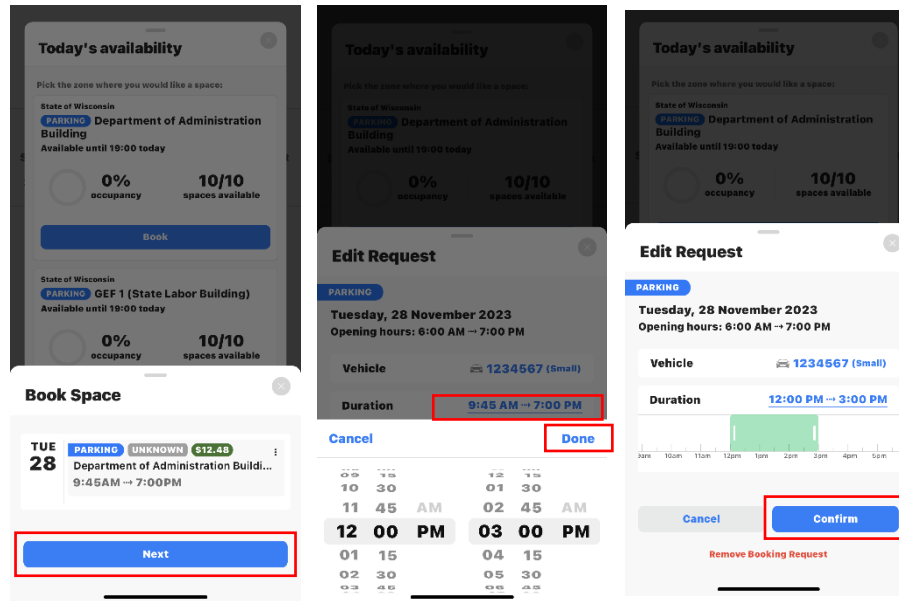 Today's availability
Pick the zone where you would like a space:
State of Wisconsin
PARKING Department of Administration
Building
Available until 19:00 today
0% 10/10
occupancy spaces available
Book
State of Wisconsin
PARKING GEF 1 (State Labor Building)
Available until 19:00 today
0% 10/10
occupancy spaces available
Book Space
TUE
28
PARKING UNKNOWN $12.48
Department of Administration Buildi...
9:45AM → 7:00PM
Next
Today's availability
Pick the zone where you would like a space:
State of Wisconsin
PARKING Department of Administration
Building
Available until 19:00 today
0% 10/10
occupancy spaces available
Edit Request
PARKING
Tuesday, 28 November 2023
Opening hours: 6:00 AM → 7:00 PM
Vehicle 1234567 (Small)
Duration 9:45 AM → 7:00 PM
Cancel Done
09 15 12 15
10 30 01 30
11 45 AM 02 45 AM
12 00 PM 03 00 PM
01 15 04 15
02 30 05 30
03 45 06 45
Today's availability
Pick the zone where you would like a space:
State of Wisconsin
PARKING Department of Administration
Building
Available until 19:00 today
0% 10/10
occupancy spaces available
Edit Request
PARKING
Tuesday, 28 November 2023
Opening hours: 6:00 AM → 7:00 PM
Vehicle 1234567 (Small)
Duration 12:00 PM → 3:00 PM
10am 11am 12pm 1pm 2pm 3pm 4pm 5pm
Cancel Confirm
Remove Booking Request